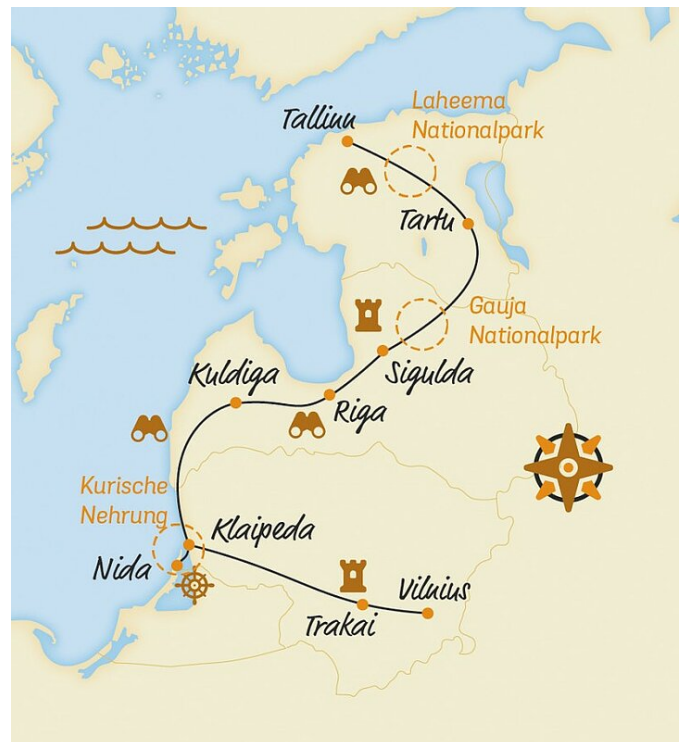 Laheema
Nationalpark
Tallinn
Tartu
Gauja
Nationalpark
Sigulda
Kuldiga
Riga
Kurische
Nehrung
Klaipeda
Nida
Vilnius
Trakai